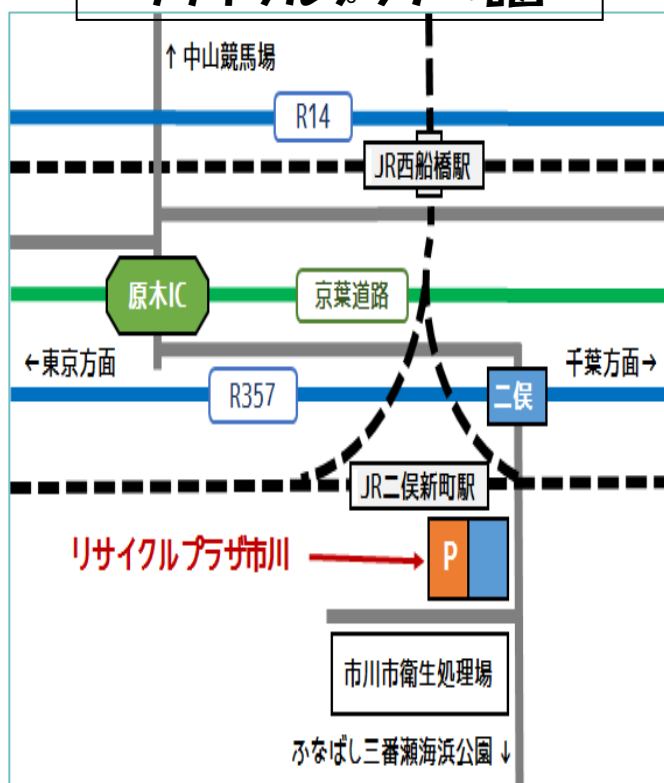 ↑中山競馬場
R14
JR西船橋駅
原木IC
京葉道路
←東京方面
千葉方面→
R357
二俣
JR二俣新町駅
リサイクルプラザ市川
P
市川市衛生処理場
ふなばし三番瀬海浜公園↓